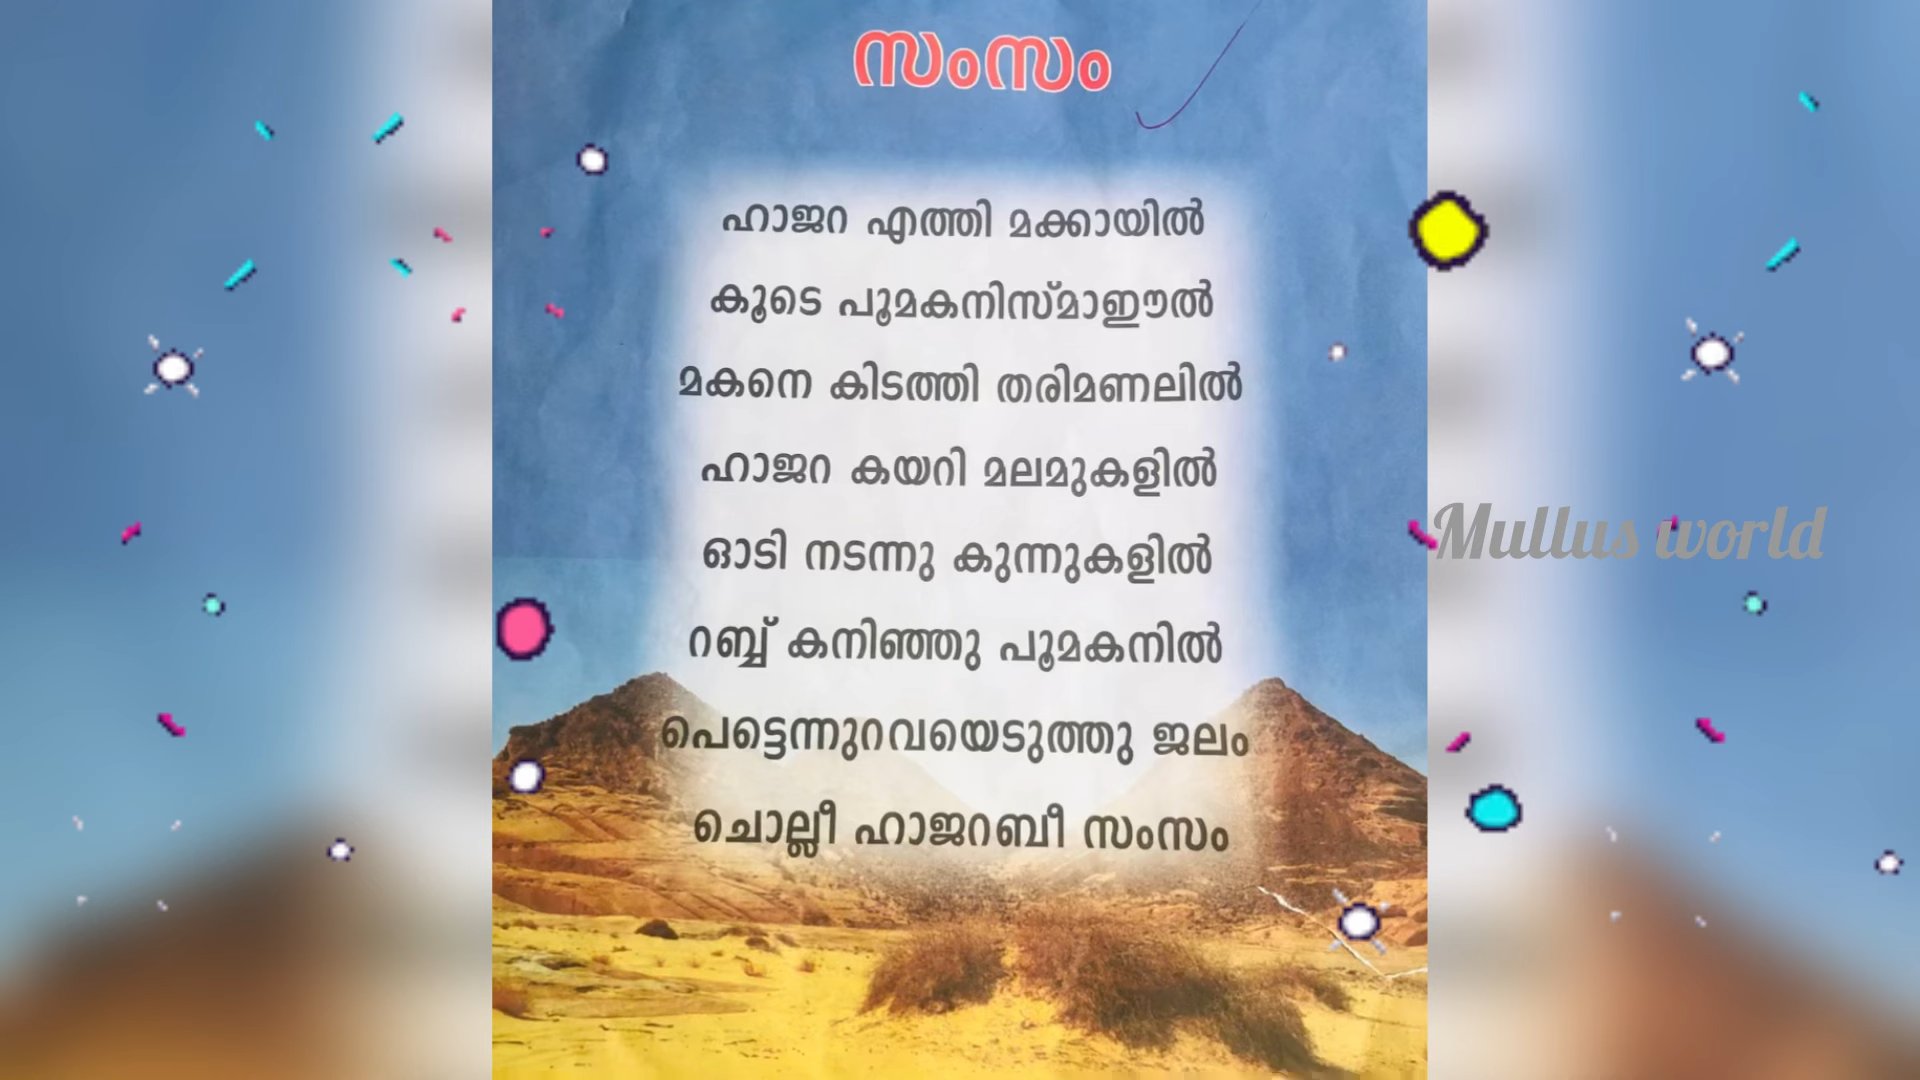 സംസം
ഹാജറ എത്തി മക്കായിൽ
കൂടെ പൂമകനിസ്മാഈൽ
മകനെ കിടത്തി തരിമണലിൽ
ഹാജറ കയറി മലമുകളിൽ
ഓടി നടന്നു കുന്നുകളിൽ
റബ്ബ് കനിഞ്ഞു പൂമകനിൽ
പെട്ടെന്നുറവയെടുത്തു ജലം
ചൊല്ലീ ഹാജറബീ സംസം
Mullus world